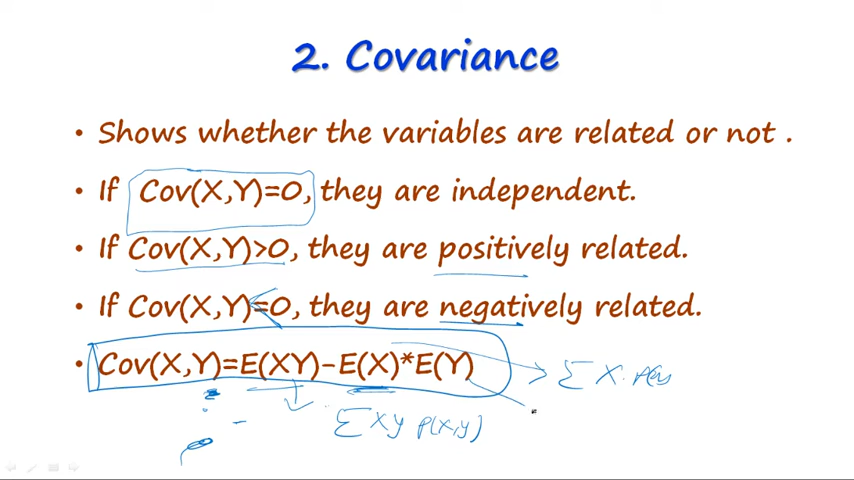 2. Covariance
• Shows whether the variables are related or not .
• If Cov(X,Y)=0, they are independent.
• If Cov(X,Y)>0, they are positively related.
• If Cov(X,Y)=0, they are negatively related.
• Cov(X,Y)=E(XY)-E(X)*E(Y)
Σ X. P(x)
Σ XY P(X,Y)